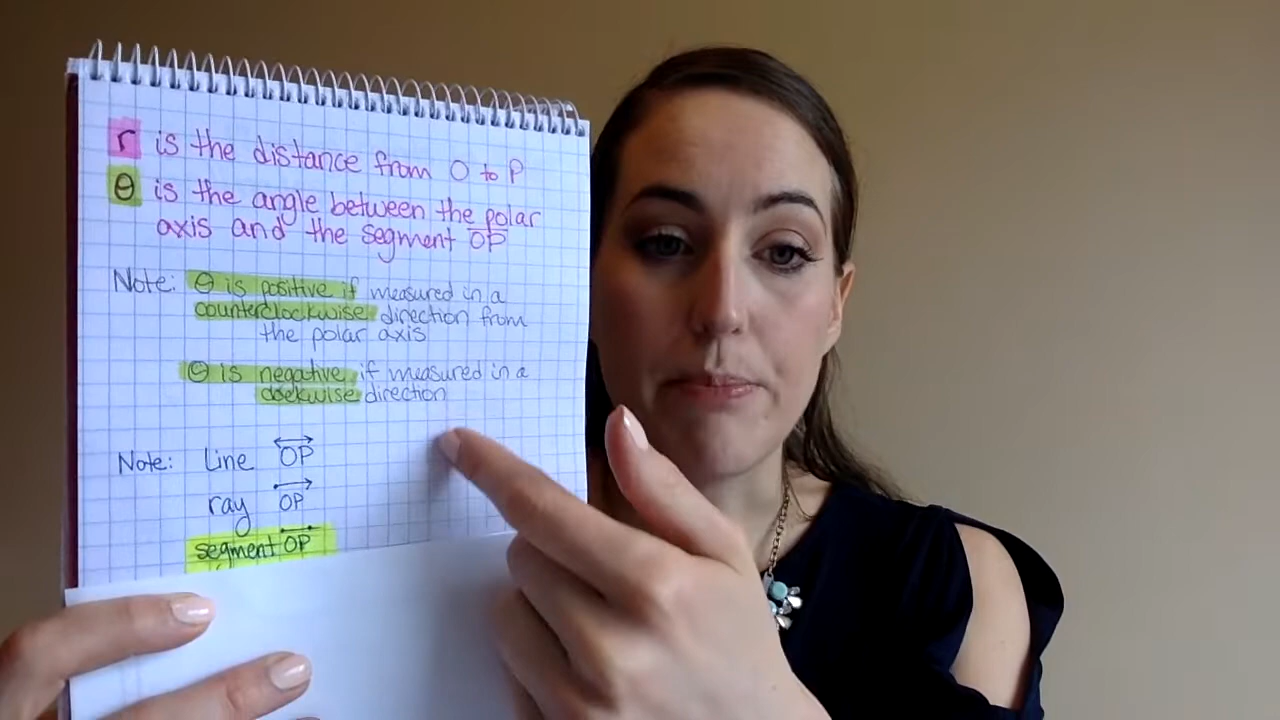 r is the distance from O to P
θ is the angle between the polar
axis and the segment OP
Note: θ is positive if measured in a
counterclockwise direction from
the polar axis
θ is negative if measured in a
clockwise direction
Note: Line OP
ray OP
segment OP